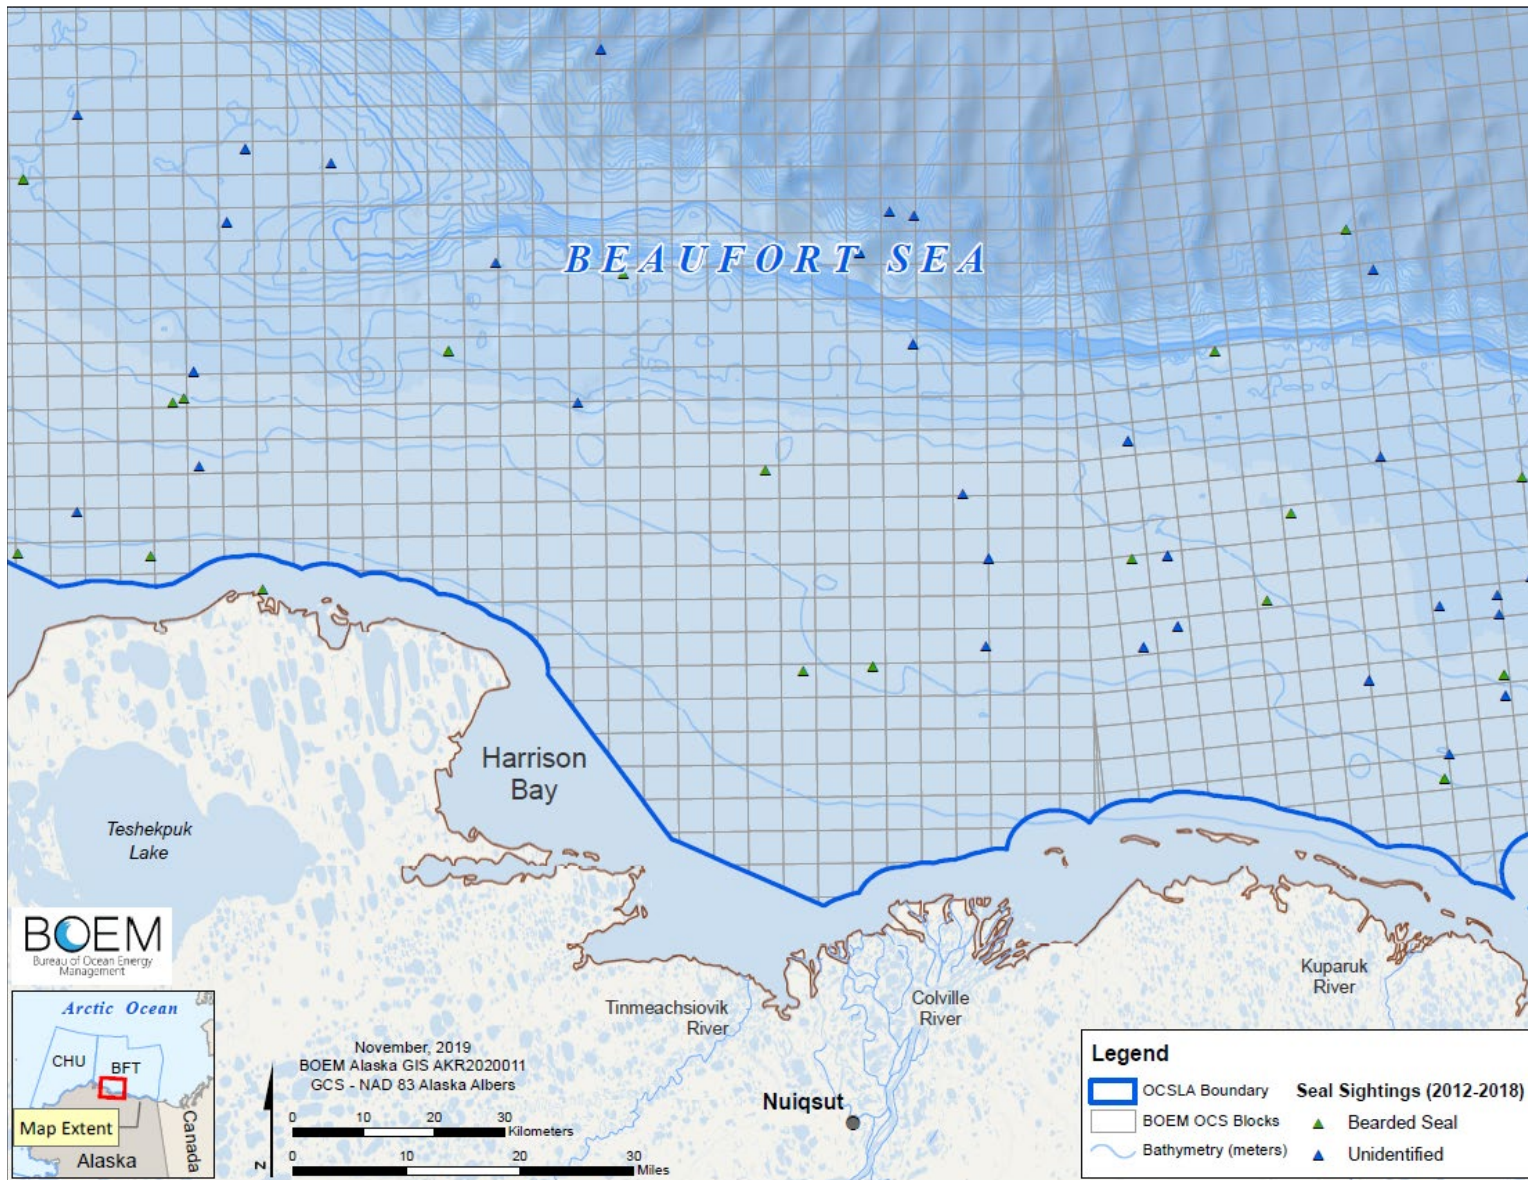 BEAUFORT SEA
Harrison
Bay
Teshekpuk
Lake
BOEM
Bureau of Ocean Energy
Management
Tinmeachsiovik
River
Colville
River
Kuparuk
River
Nuiqsut
Arctic Ocean
CHU
BFT
Map Extent
Alaska
Canada
November, 2019
BOEM Alaska GIS AKR2020011
GCS - NAD 83 Alaska Albers
0 10 20 30
Kilometers
0 10 20 30
Miles
N
Legend
OCSLA Boundary
BOEM OCS Blocks
Bathymetry (meters)
Seal Sightings (2012-2018)
Bearded Seal
Unidentified